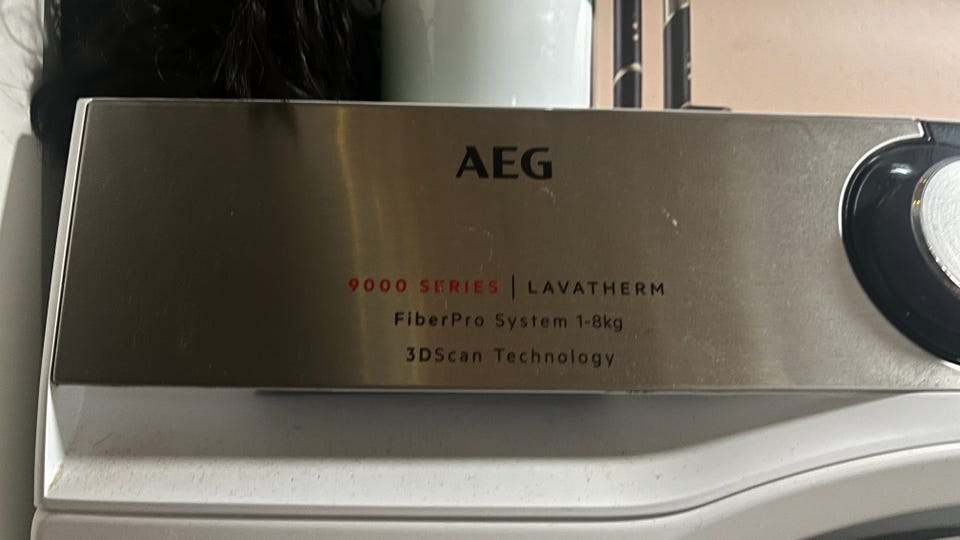 AEG
9000 SERIES | LAVATHERM
FiberPro System 1-8kg
3DScan Technology